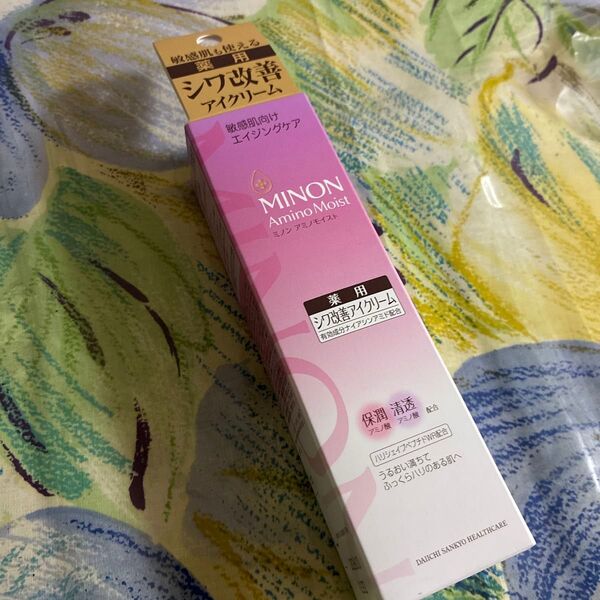 敏感肌も使える
薬用
シワ改善
アイクリーム
敏感肌向け
エイジングケア
MINON
Amino Moist
ミノン アミノモイスト
薬用
シワ改善アイクリーム
有効成分ナイアシンアミド配合
保潤 清透 配合
アミノ酸 アミノ酸
ハリシェイプペプチドWR配合
うるおい満ちて
ふっくらハリのある肌へ
DAIICHI SANKYO HEALTHCARE